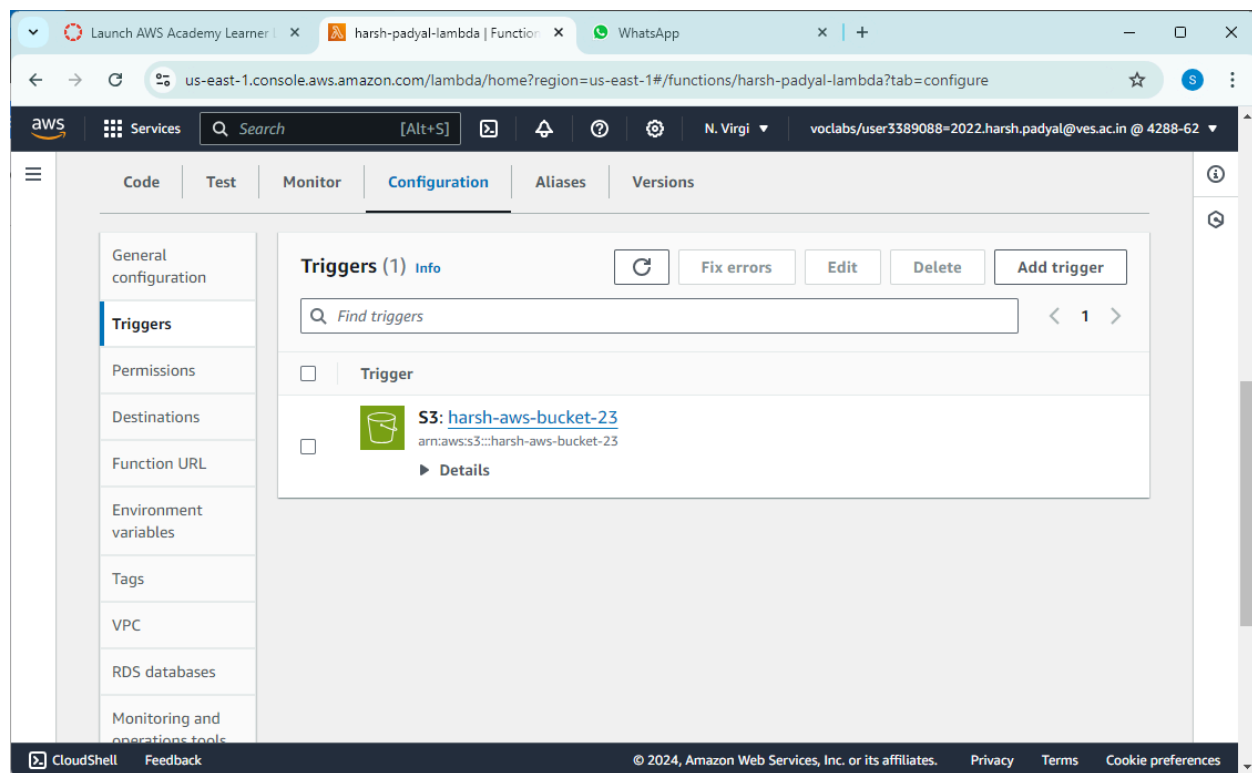 Launch AWS Academy Learner L
harsh-padyal-lambda | Function
WhatsApp
us-east-1.console.aws.amazon.com/lambda/home?region=us-east-1#/functions/harsh-padyal-lambda?tab=configure
S
aws
Services
Search
[Alt+S]
N. Virgi
voclabs/user3389088=2022.harsh.padyal@ves.ac.in @ 4288-62
Code
Test
Monitor
Configuration
Aliases
Versions
General
configuration
Triggers
Permissions
Destinations
Function URL
Environment
variables
Tags
VPC
RDS databases
Monitoring and
operations tools
Triggers (1) Info
Fix errors
Edit
Delete
Add trigger
Find triggers
1
Trigger
S3: harsh-aws-bucket-23
arn:aws:s3:::harsh-aws-bucket-23
Details
CloudShell
Feedback
© 2024, Amazon Web Services, Inc. or its affiliates.
Privacy
Terms
Cookie preferences